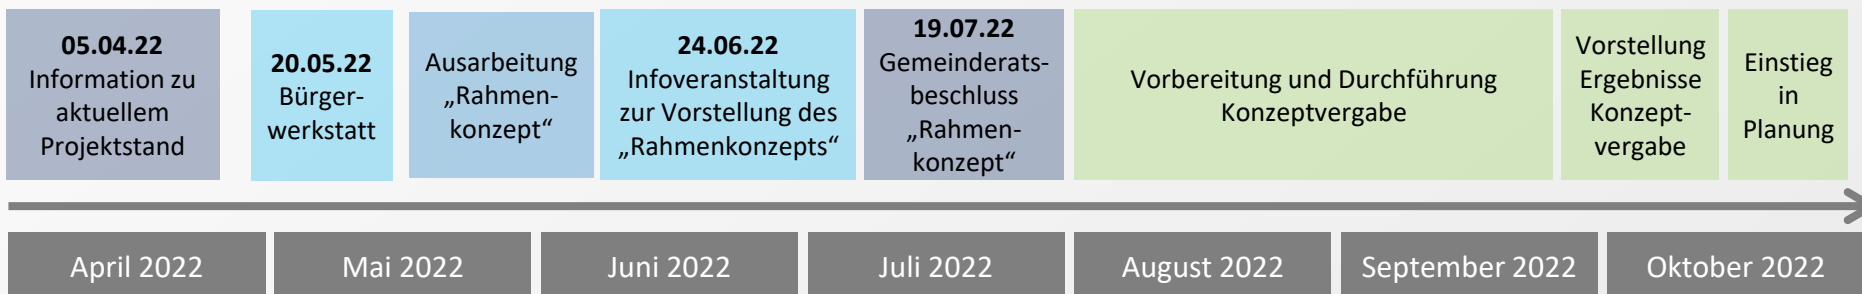 05.04.22
Information zu
aktuellem
Projektstand
20.05.22
Bürger-
werkstatt
Ausarbeitung
„Rahmen-
konzept“
24.06.22
Infoveranstaltung
zur Vorstellung des
„Rahmenkonzepts“
19.07.22
Gemeinderats-
beschluss
„Rahmen-
konzept“
Vorbereitung und Durchführung
Konzeptvergabe
Vorstellung
Ergebnisse
Konzept-
vergabe
Einstieg
in
Planung
April 2022
Mai 2022
Juni 2022
Juli 2022
August 2022
September 2022
Oktober 2022